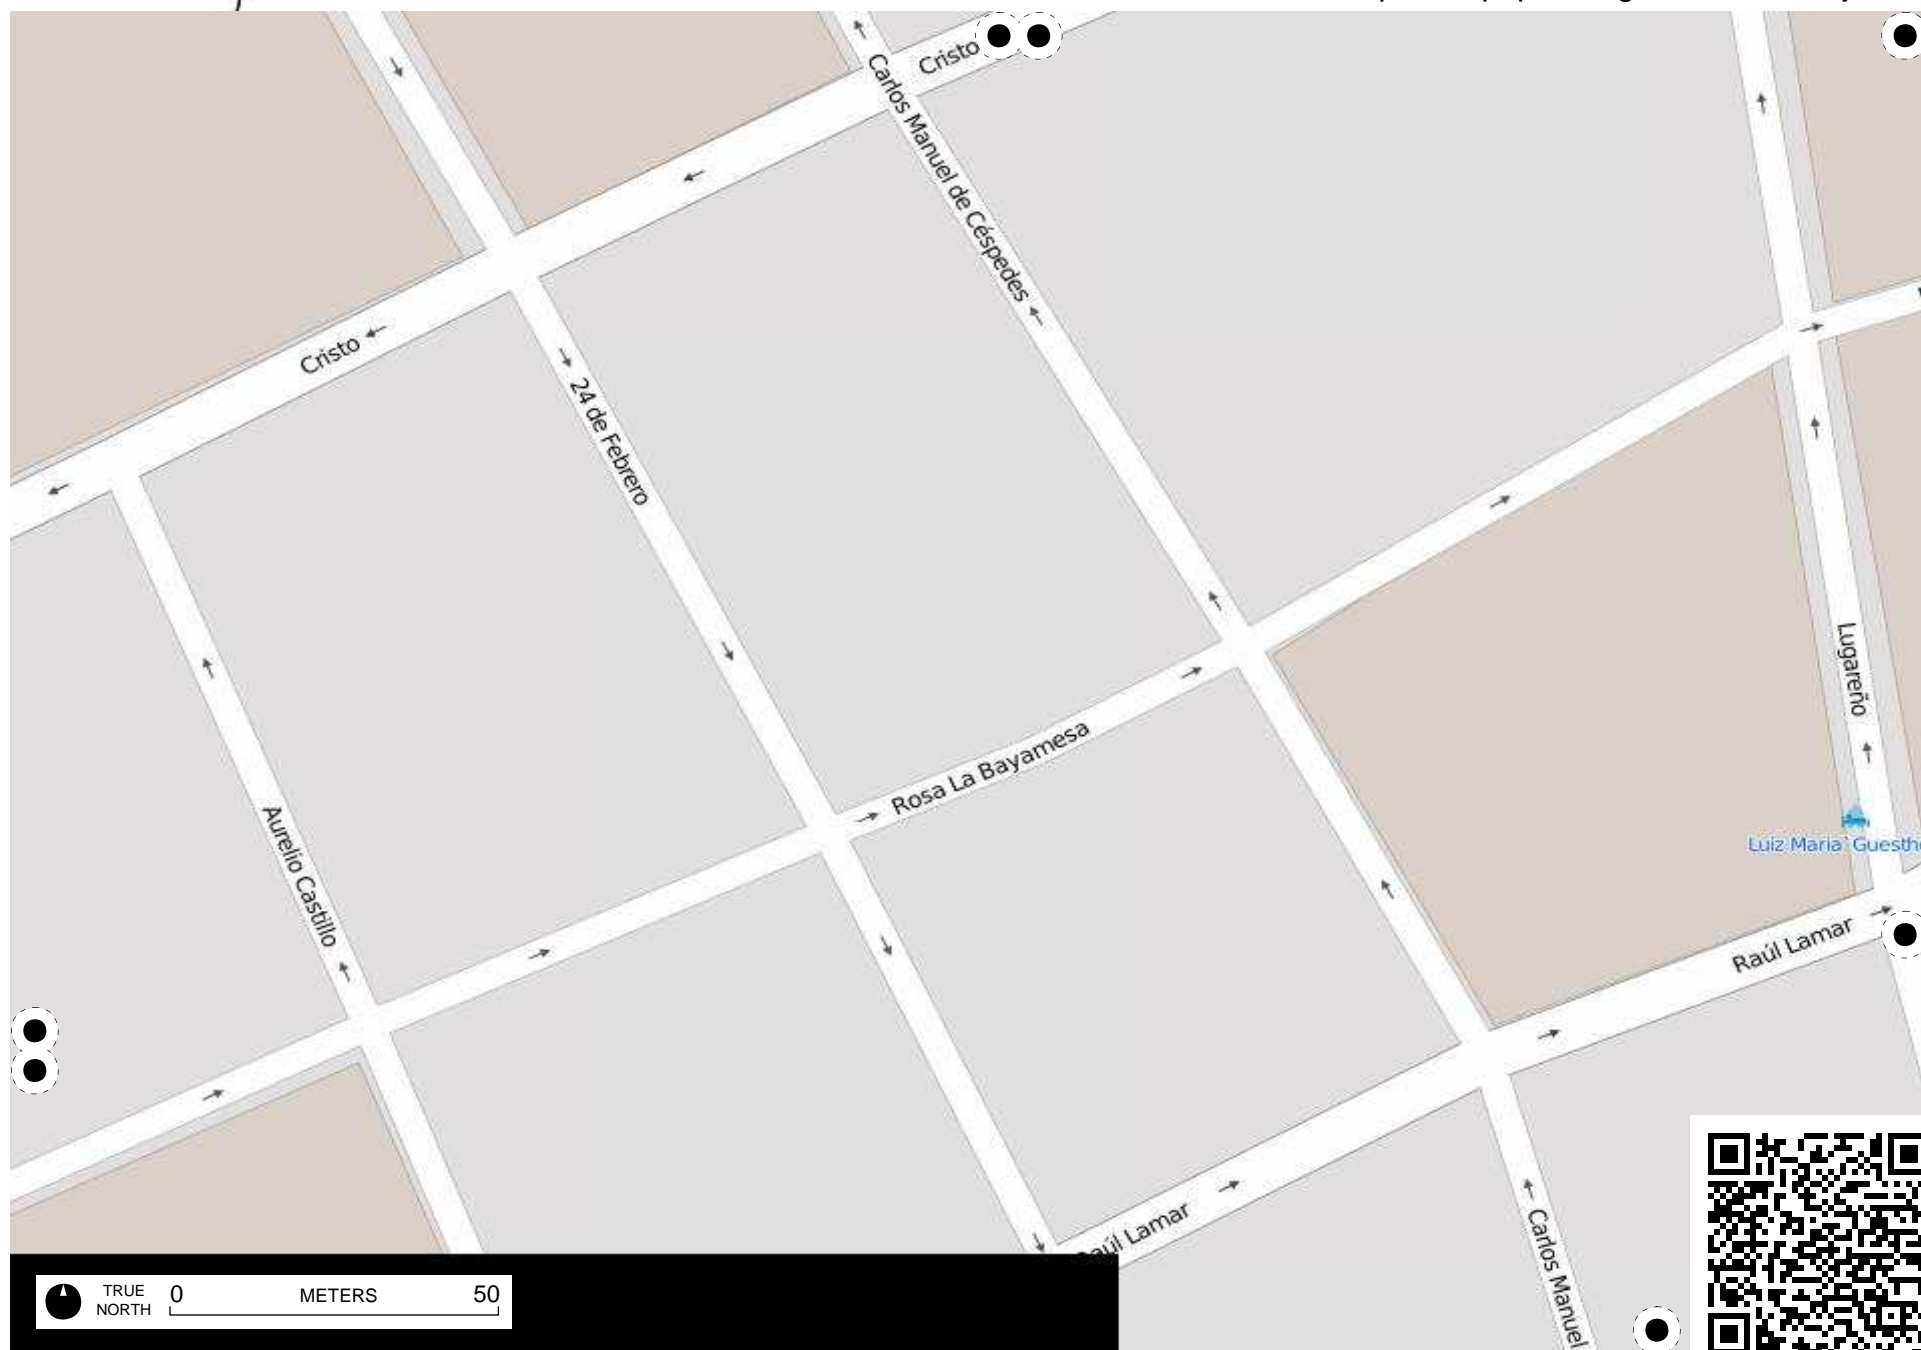 Cristo
Carlos Manuel de Céspedes
Cristo
24 de Febrero
Lugareño
Rosa La Bayamesa
Aurelio Castillo
Luiz Maria`
Raúl Lamar
Raúl Lamar
Carlos Manuel
TRUE NORTH
0 METERS 50